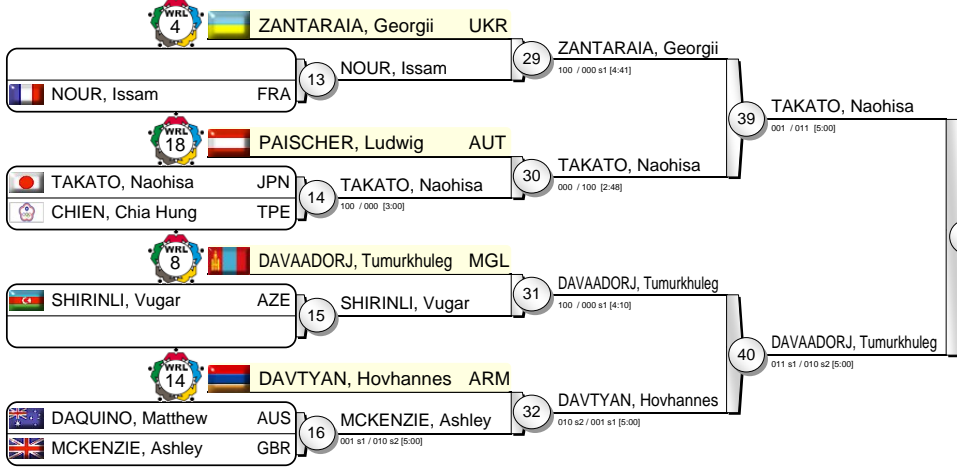 WRL 4 ZANTARAIA, Georgii UKR
29 ZANTARAIA, Georgii
100 / 000 s1 [4:41]
13 NOUR, Issam
NOUR, Issam FRA
39 TAKATO, Naohisa
001 / 011 [5:00]
WRL 18 PAISCHER, Ludwig AUT
30 TAKATO, Naohisa
000 / 100 [2:48]
TAKATO, Naohisa JPN
14 TAKATO, Naohisa
100 / 000 [3:00]
CHIEN, Chia Hung TPE
WRL 8 DAVAADORJ, Tumurkhuleg MGL
31 DAVAADORJ, Tumurkhuleg
100 / 000 s1 [4:10]
SHIRINLI, Vugar AZE
15 SHIRINLI, Vugar
40 DAVAADORJ, Tumurkhuleg
011 s1 / 010 s2 [5:00]
WRL 14 DAVTYAN, Hovhannes ARM
32 DAVTYAN, Hovhannes
010 s2 / 001 s1 [5:00]
DAQUINO, Matthew AUS
16 MCKENZIE, Ashley
001 s1 / 010 s2 [5:00]
MCKENZIE, Ashley GBR